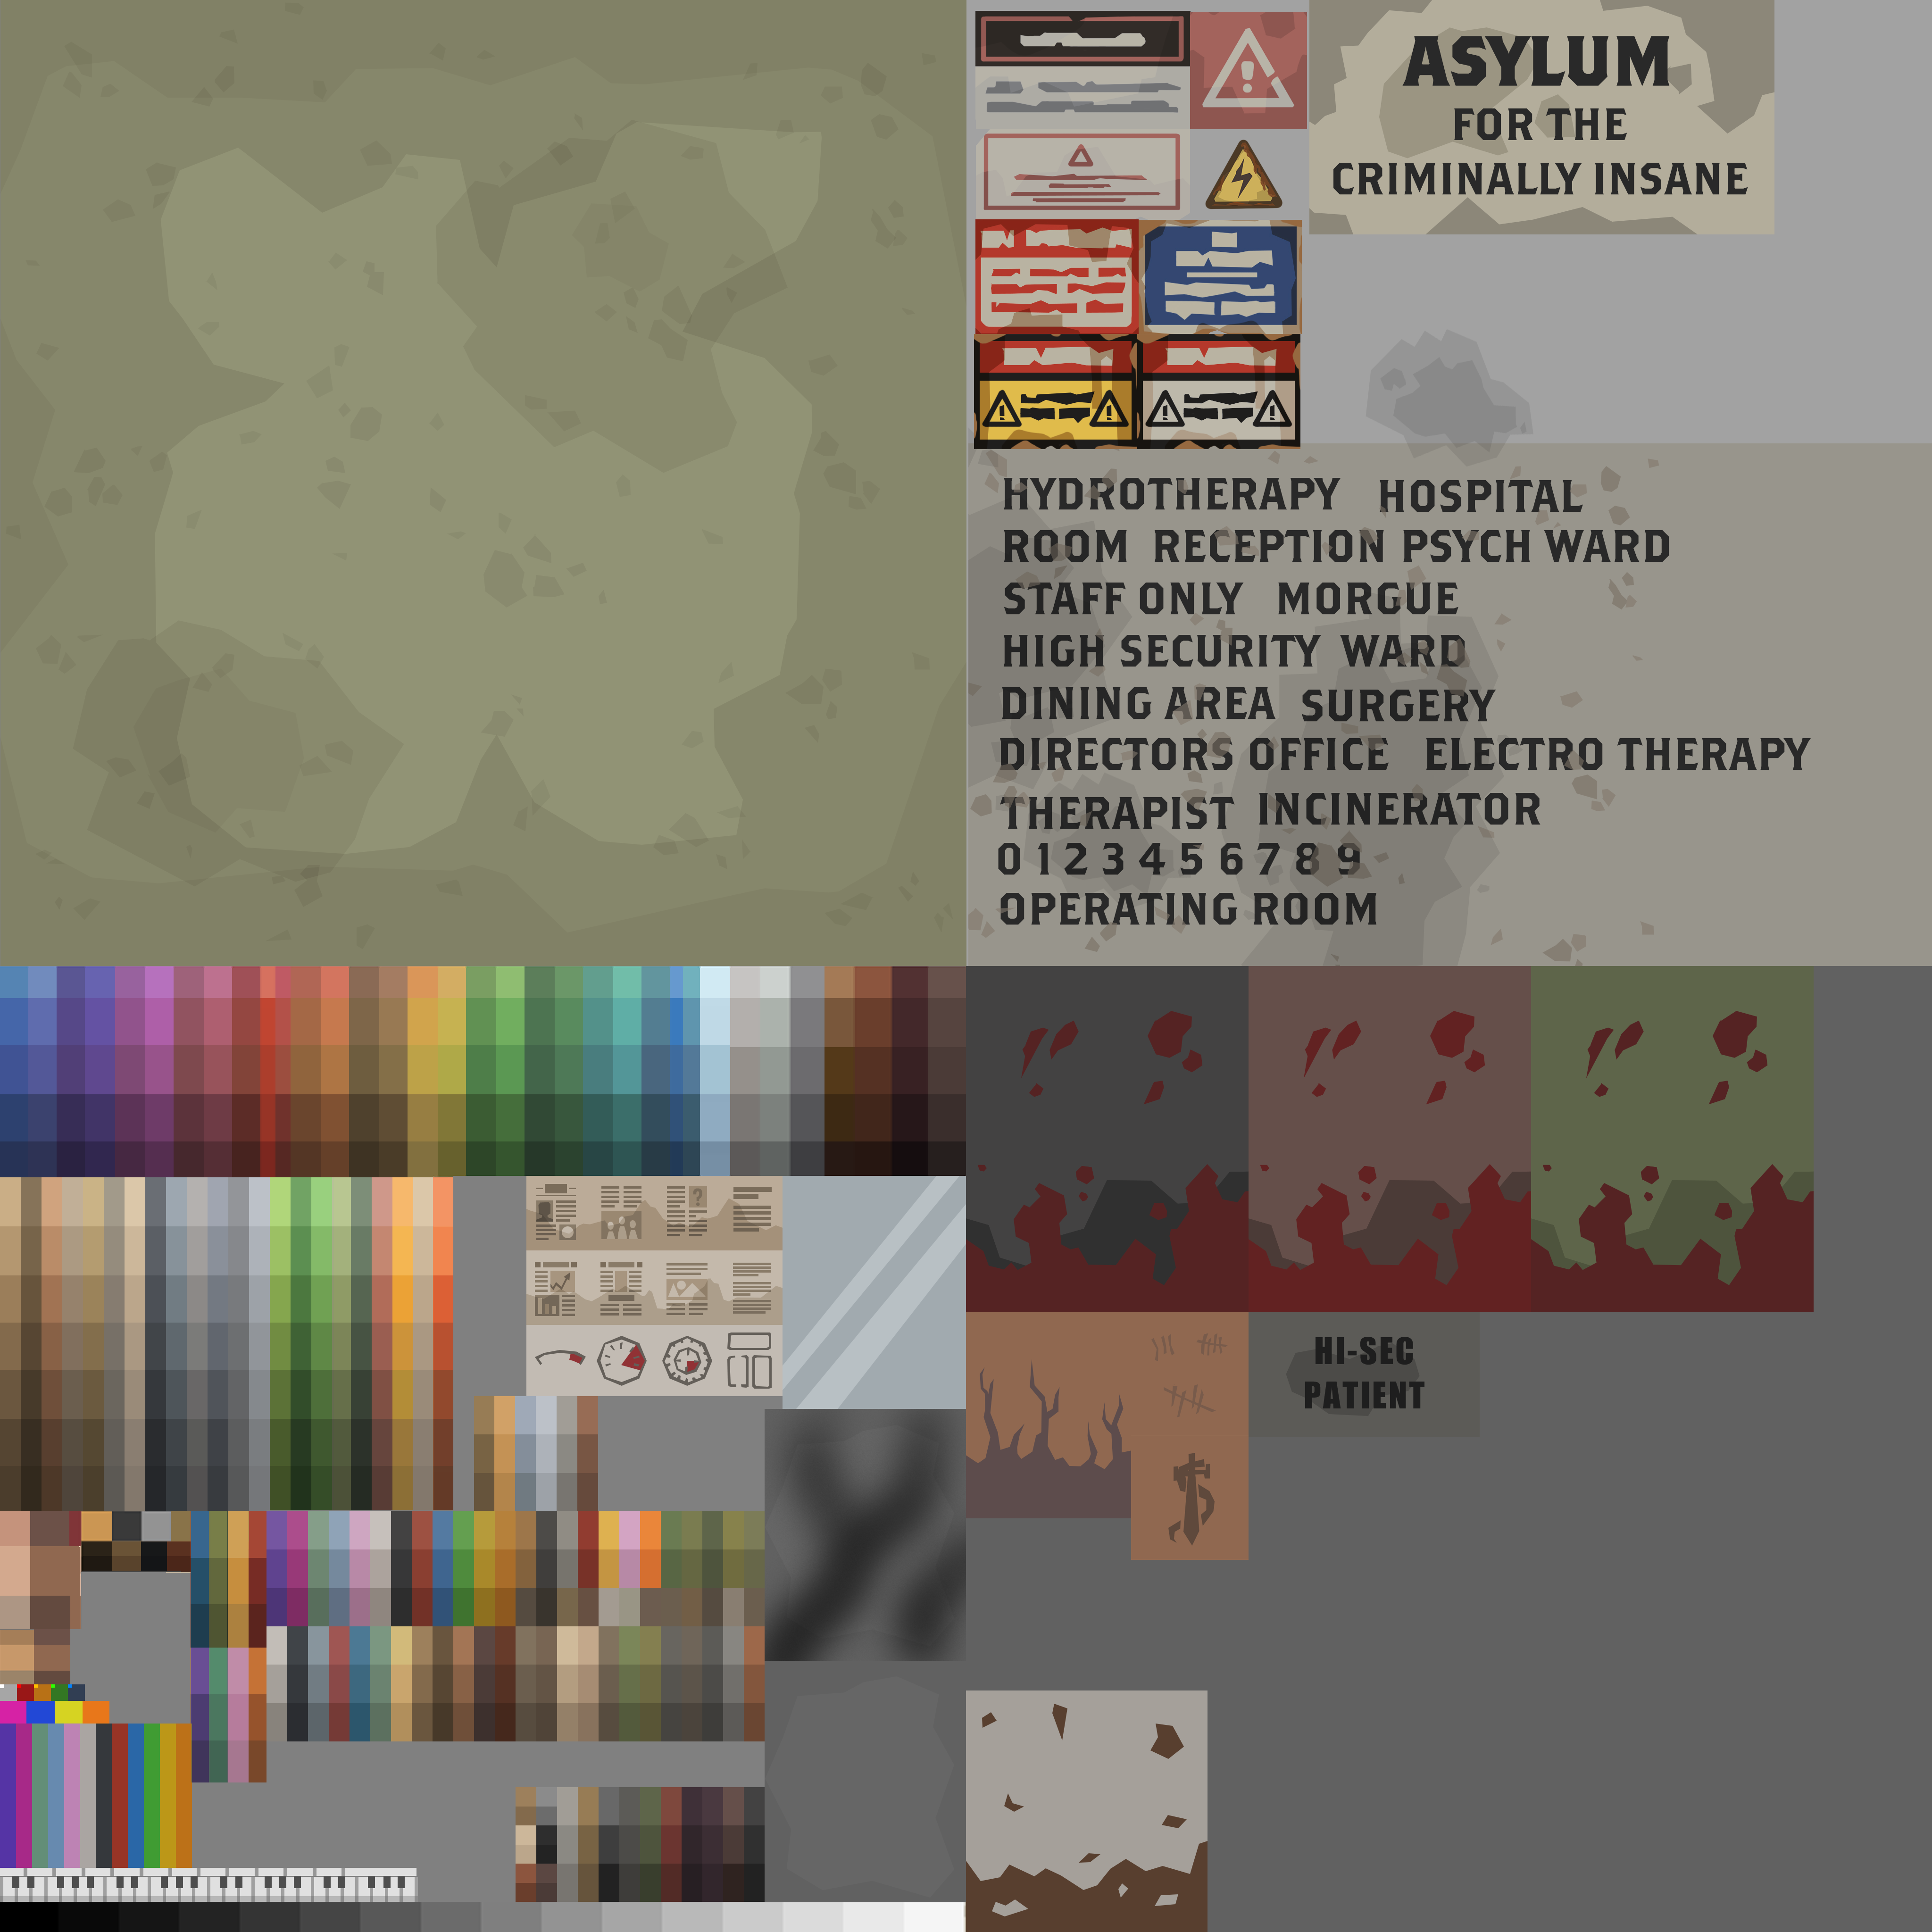 ASYLUM
FOR THE
CRIMINALLY INSANE
HYDROTHERAPY HOSPITAL
ROOM RECEPTION PSYCH WARD
STAFF ONLY MORGUE
HIGH SECURITY WARD
DINING AREA SURGERY
DIRECTORS OFFICE ELECTRO THERAPY
THERAPIST INCINERATOR
0 1 2 3 4 5 6 7 8 9
OPERATING ROOM
?
HI-SEC
PATIENT